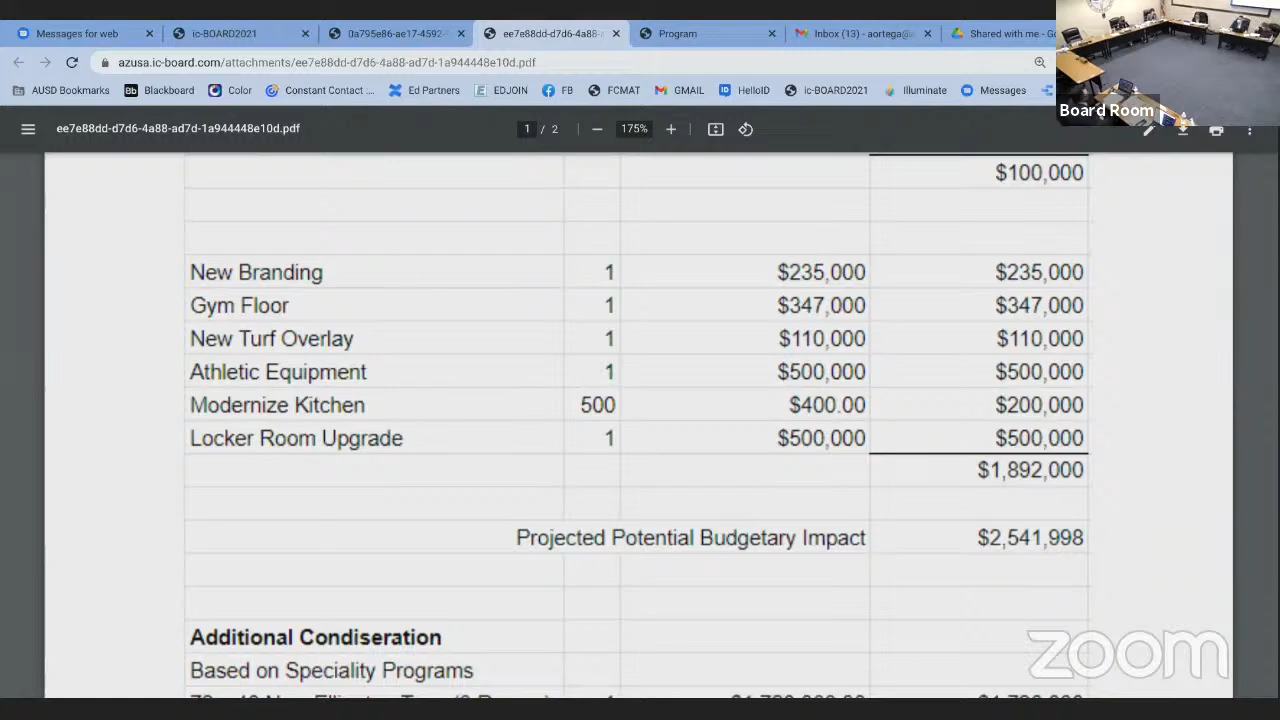 Messages for web
ic-BOARD2021
0a795e86-ae17-4592-
ee7e88dd-d7d6-4a88-
Program
Inbox (13) - aortega@
Shared with me - Go
azusa.ic-board.com/attachments/ee7e88dd-d7d6-4a88-ad7d-1a944448e10d.pdf
AUSD Bookmarks
Bb Blackboard
Color
Constant Contact ...
Ed Partners
E EDJOIN
FB
FCMAT
GMAIL
ID HelloID
ic-BOARD2021
Illuminate
Messages
Board Room
ee7e88dd-d7d6-4a88-ad7d-1a944448e10d.pdf
1 / 2
175%
$100,000
New Branding 1 $235,000 $235,000
Gym Floor 1 $347,000 $347,000
New Turf Overlay 1 $110,000 $110,000
Athletic Equipment 1 $500,000 $500,000
Modernize Kitchen 500 $400.00 $200,000
Locker Room Upgrade 1 $500,000 $500,000
$1,892,000
Projected Potential Budgetary Impact $2,541,998
Additional Condiseration
Based on Speciality Programs
zoom